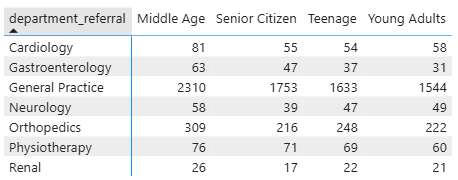 department_referral Middle Age Senior Citizen Teenage Young Adults
Cardiology 81 55 54 58
Gastroenterology 63 47 37 31
General Practice 2310 1753 1633 1544
Neurology 58 39 47 49
Orthopedics 309 216 248 222
Physiotherapy 76 71 69 60
Renal 26 17 22 21